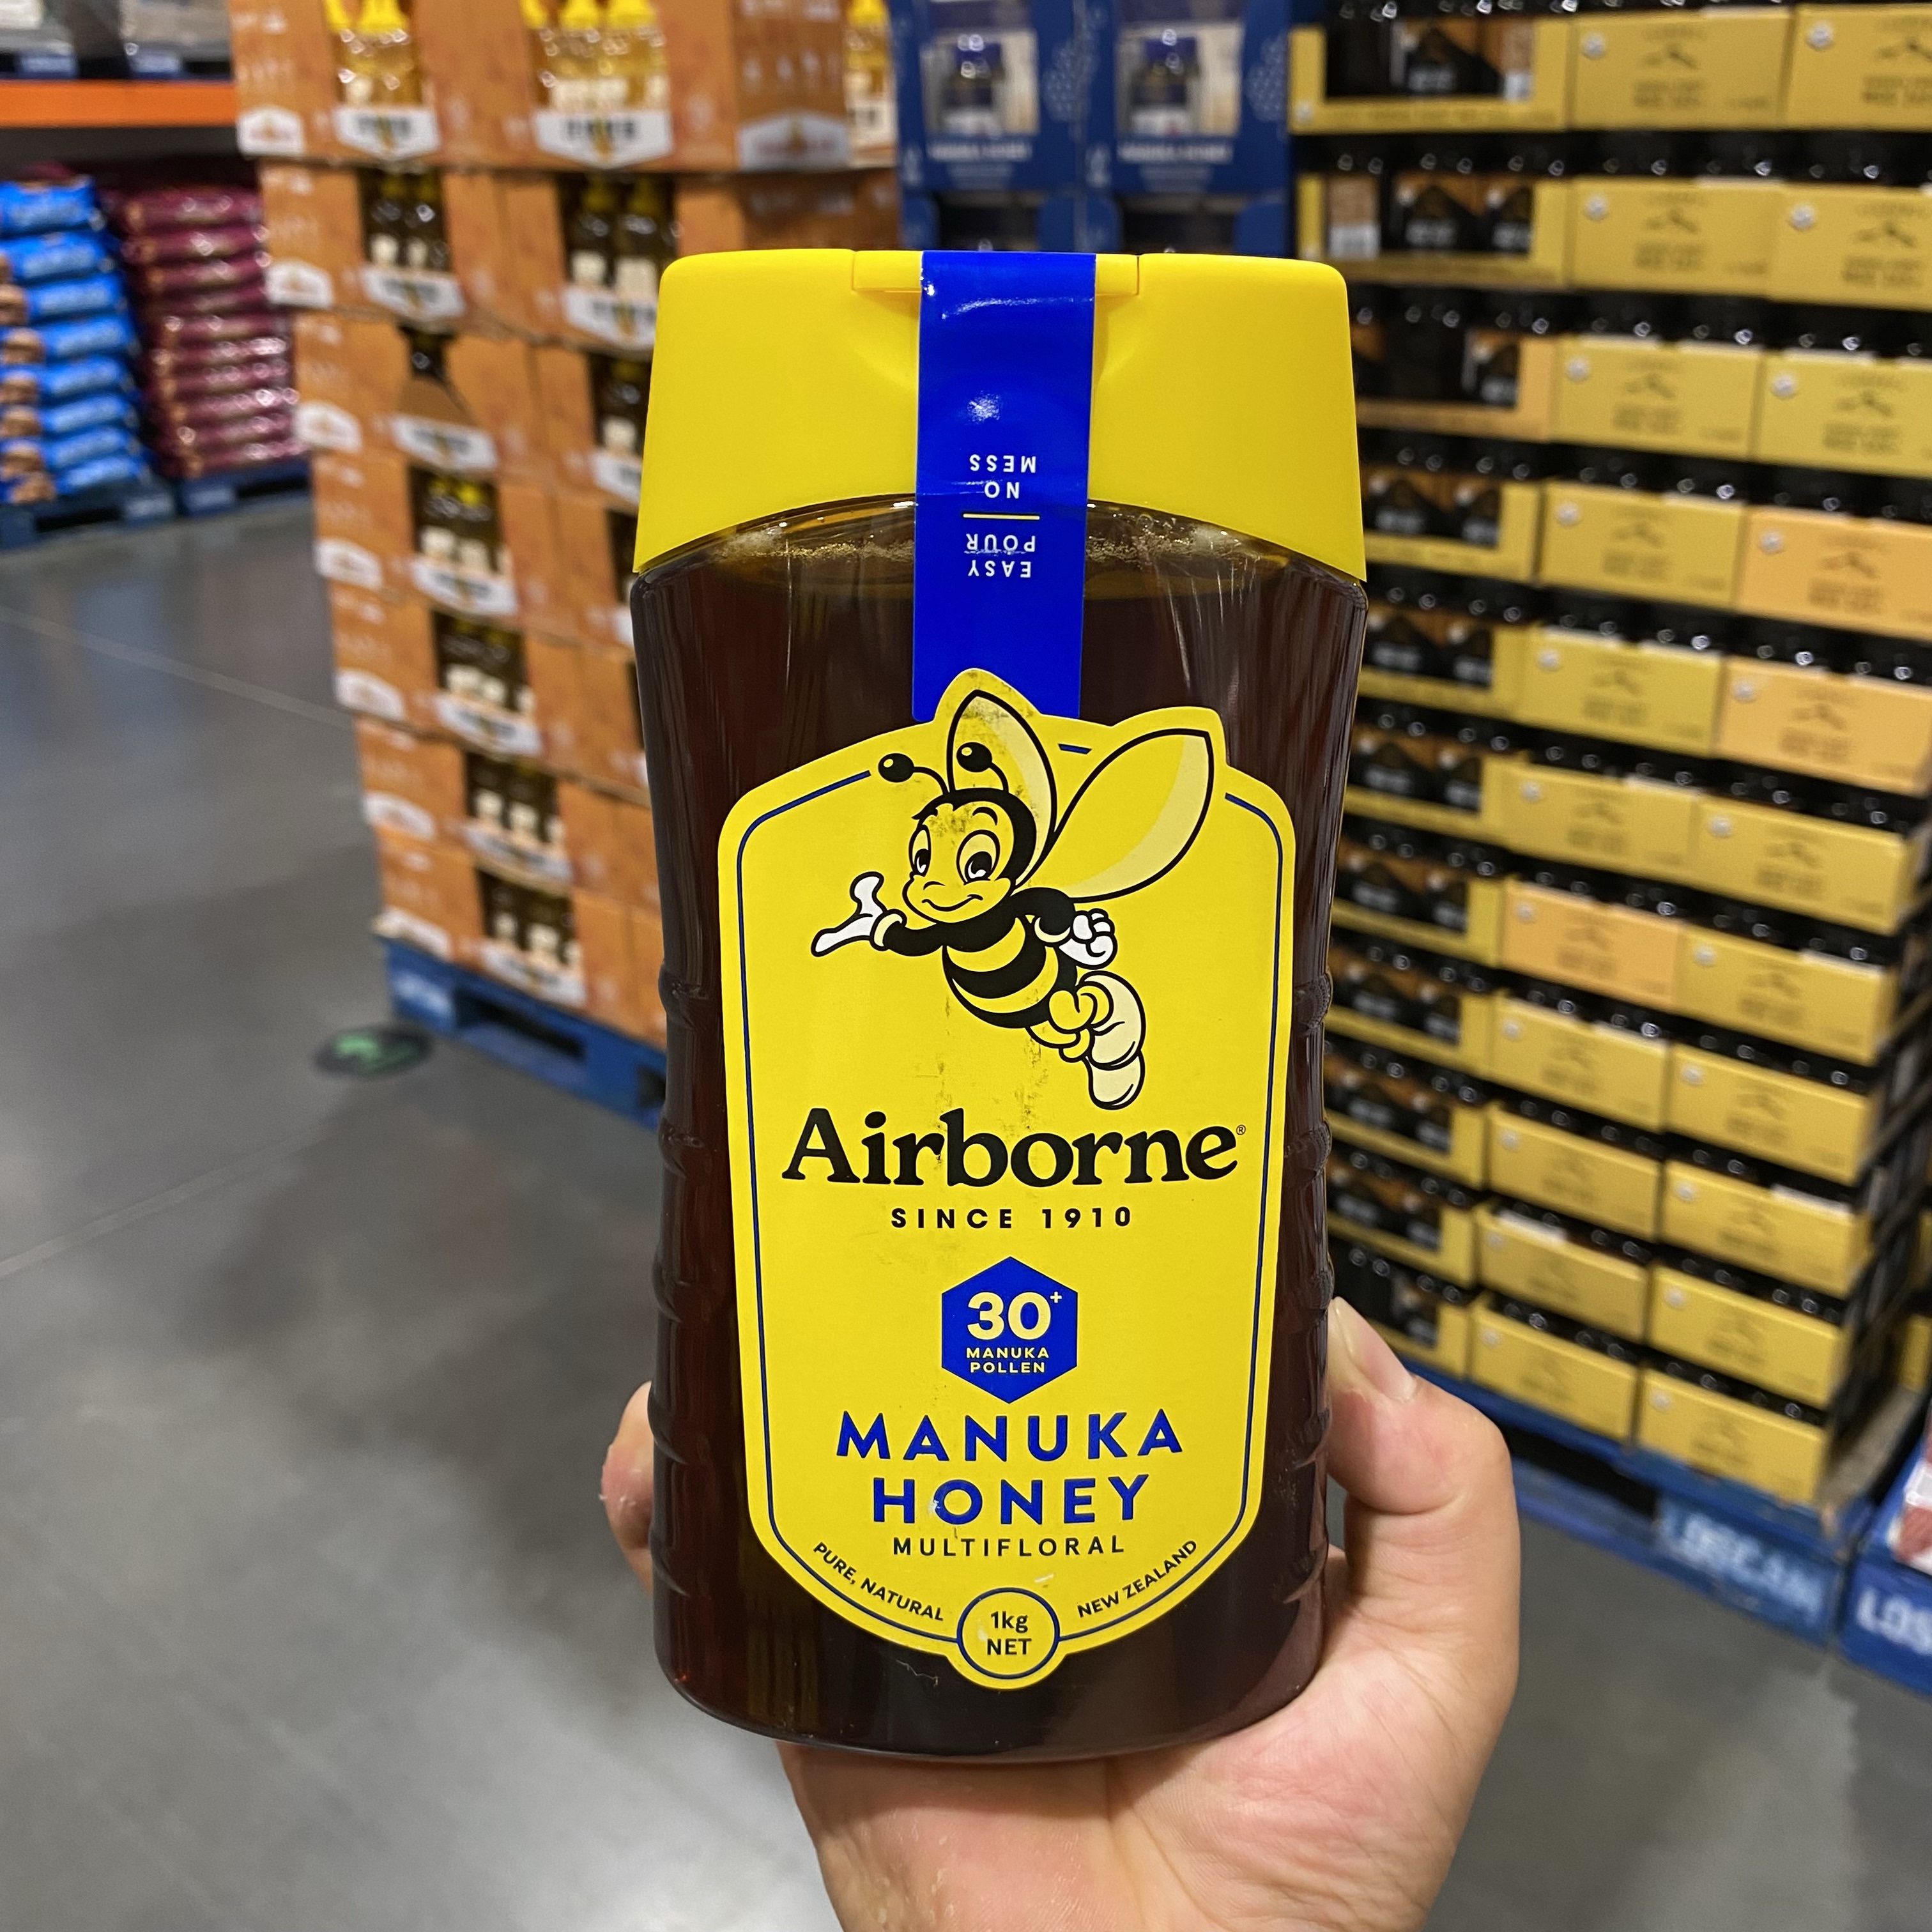 EASY
POUR
NO
MESS
Airborne®
SINCE 1910
30+
MANUKA
POLLEN
MANUKA
HONEY
MULTIFLORAL
PURE, NATURAL
NEW ZEALAND
1kg
NET
LOSCAM